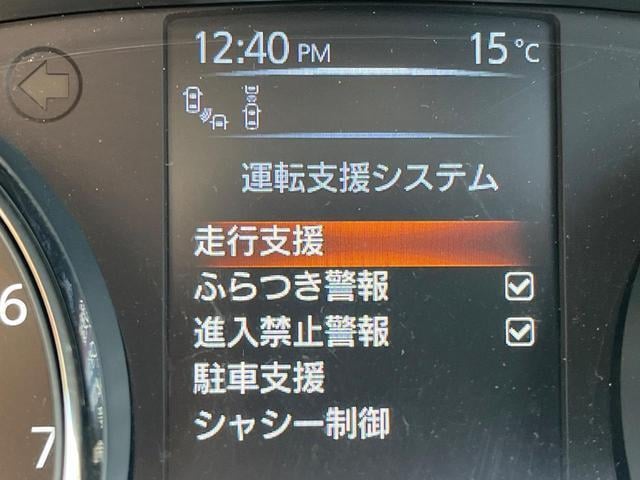 12:40 PM 15°C
運転支援システム
走行支援
ふらつき警報
進入禁止警報
駐車支援
シャシー制御
6
7